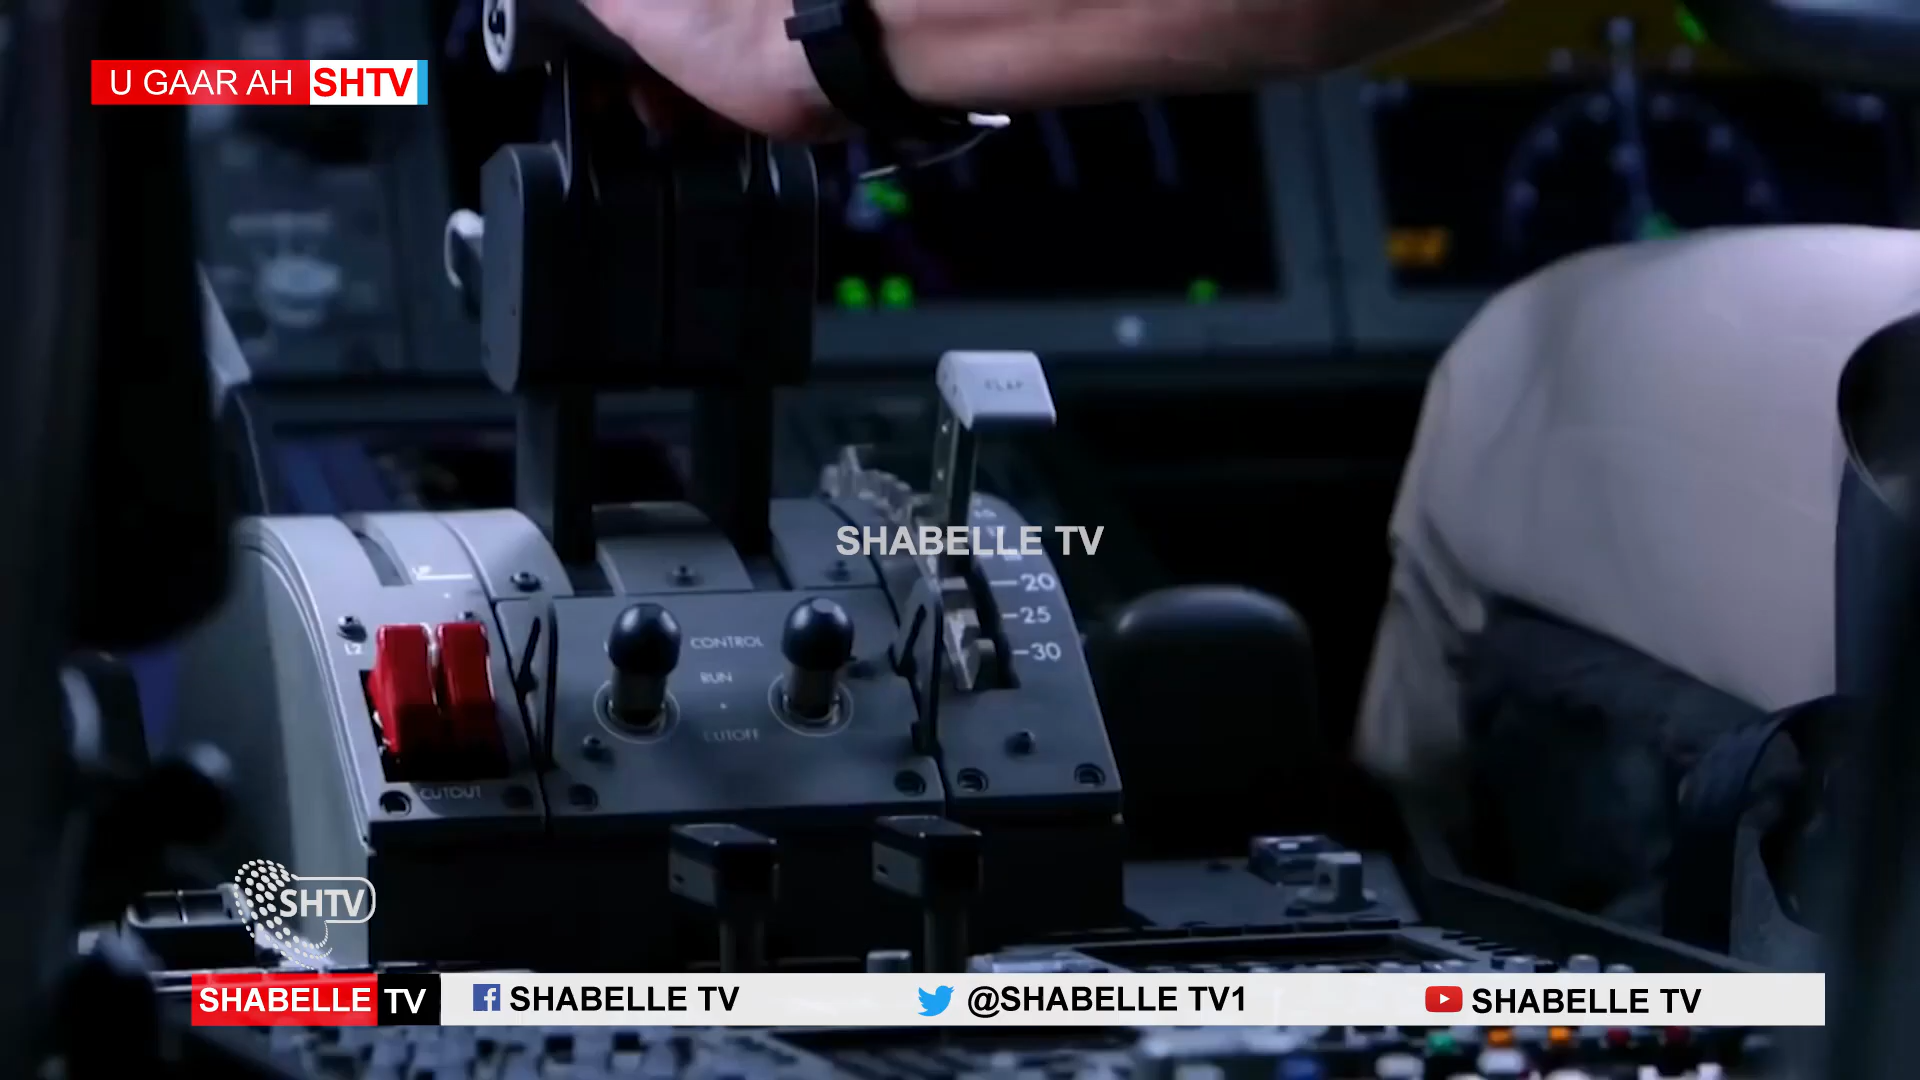 U GAAR AH SHTV
FLAP
SHABELLE TV
20
25
30
CONTROL
RUN
CUTOFF
CUTOUT
SHTV
SHABELLE TV
SHABELLE TV
@SHABELLE TV1
SHABELLE TV